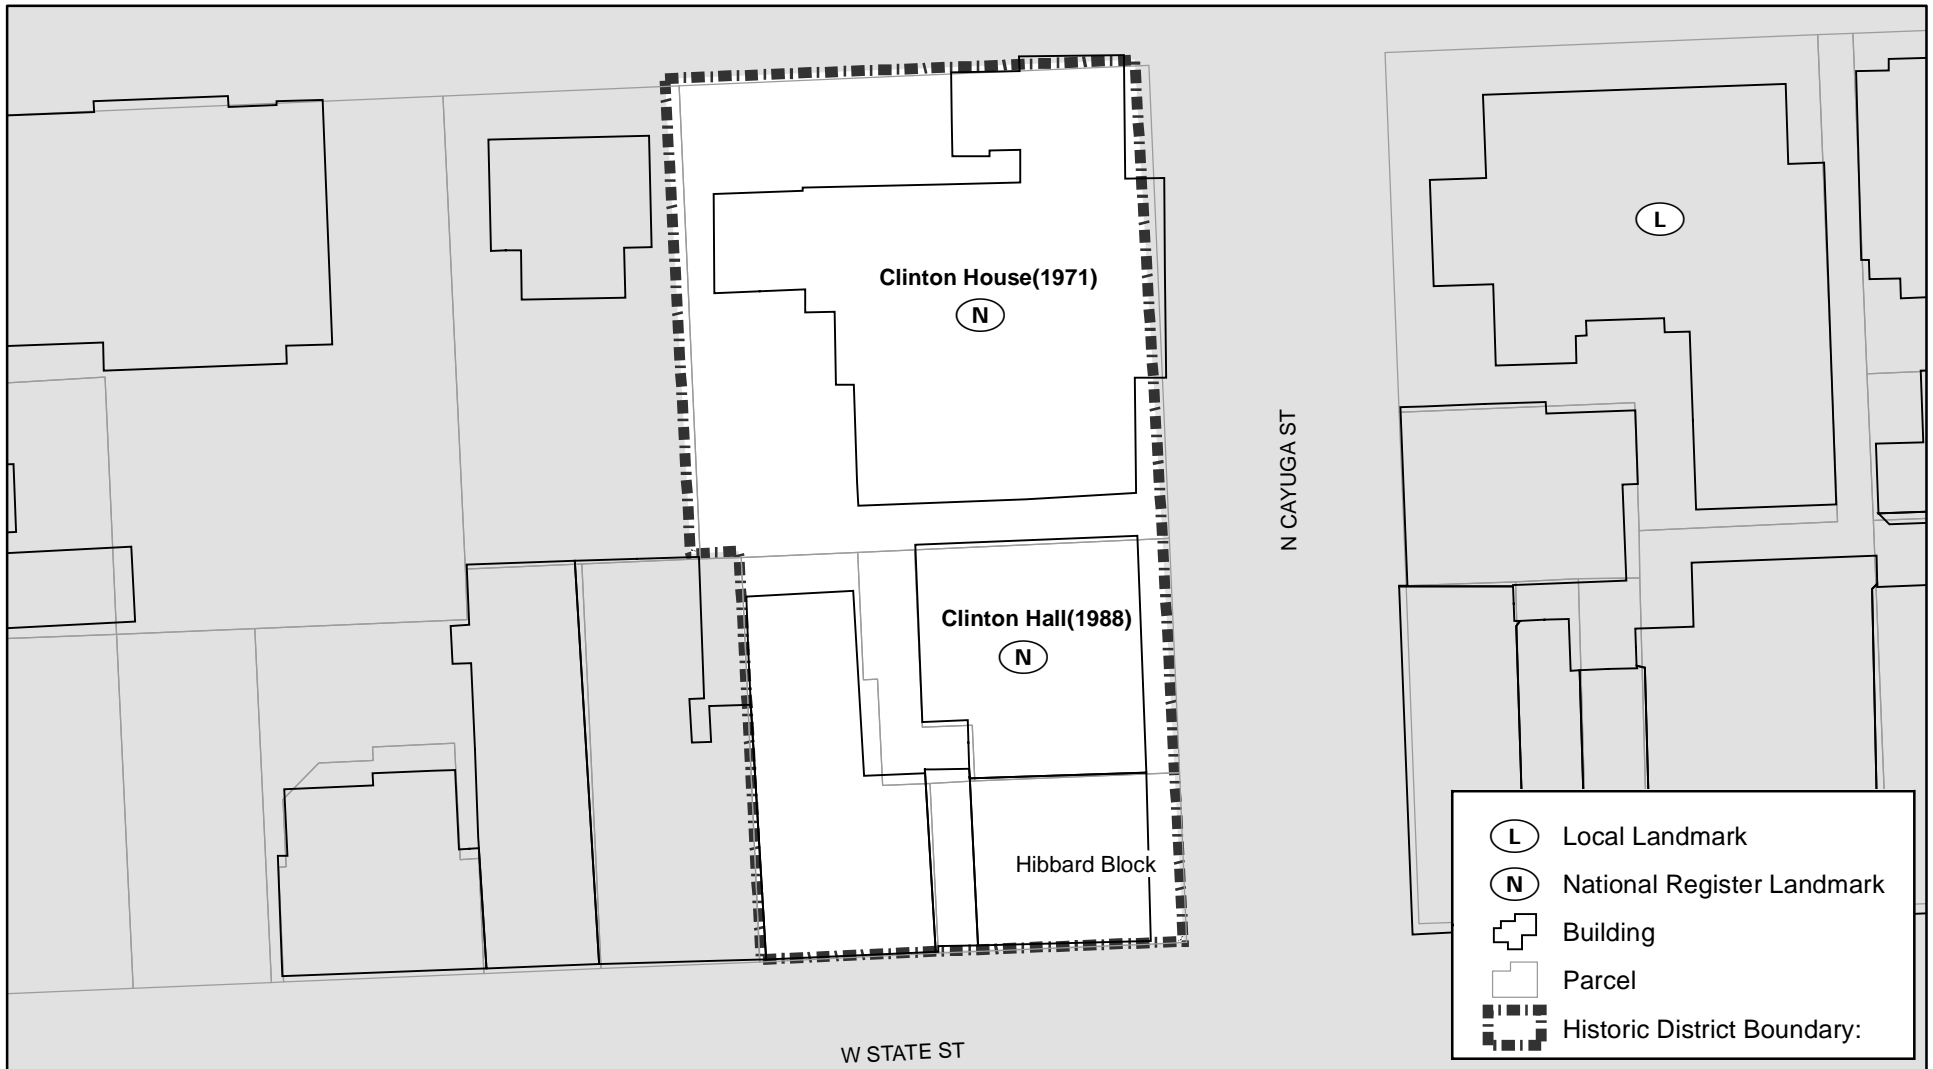 L
Clinton House(1971)
N
N CAYUGA ST
Clinton Hall(1988)
N
Hibbard Block
W STATE ST
L Local Landmark
N National Register Landmark
Building
Parcel
Historic District Boundary: